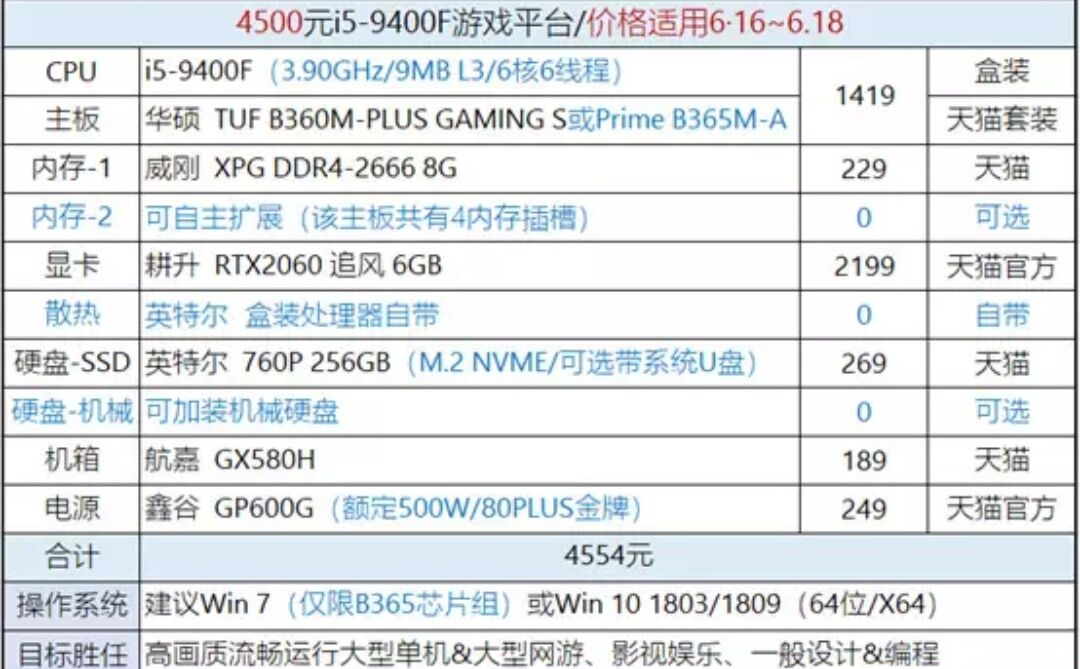 4500元i5-9400F游戏平台/价格适用6·16~6.18
CPU i5-9400F（3.90GHz/9MB L3/6核6线程） 1419 盒装
主板 华硕 TUF B360M-PLUS GAMING S或Prime B365M-A 天猫套装
内存-1 威刚 XPG DDR4-2666 8G 229 天猫
内存-2 可自主扩展（该主板共有4内存插槽） 0 可选
显卡 耕升 RTX2060 追风 6GB 2199 天猫官方
散热 英特尔 盒装处理器自带 0 自带
硬盘-SSD 英特尔 760P 256GB（M.2 NVME/可选带系统U盘） 269 天猫
硬盘-机械 可加装机械硬盘 0 可选
机箱 航嘉 GX580H 189 天猫
电源 鑫谷 GP600G（额定500W/80PLUS金牌） 249 天猫官方
合计 4554元
操作系统 建议Win 7（仅限B365芯片组）或Win 10 1803/1809（64位/X64）
目标胜任 高画质流畅运行大型单机&大型网游、影视娱乐、一般设计&编程